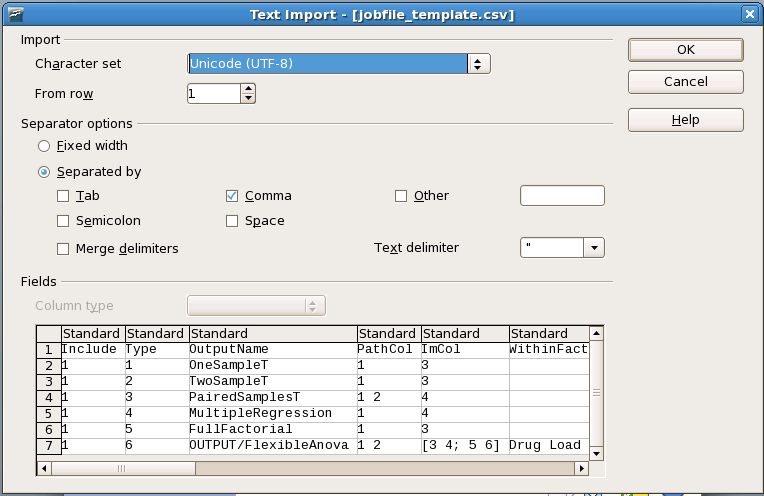 Text Import - [jobfile_template.csv]
Import
OK
Character set Unicode (UTF-8)
Cancel
From row 1
Help
Separator options
Fixed width
Separated by
Tab Comma Other
Semicolon Space
Merge delimiters Text delimiter "
Fields
Column type
Standard Standard Standard Standard Standard Standard
1 Include Type OutputName PathCol ImCol WithinFact
2 1 1 OneSampleT 1 3
3 1 2 TwoSampleT 1 3
4 1 3 PairedSamplesT 1 2 4
5 1 4 MultipleRegression 1 4
6 1 5 FullFactorial 1 3
7 1 6 OUTPUT/FlexibleAnova 1 2 [3 4; 5 6] Drug Load